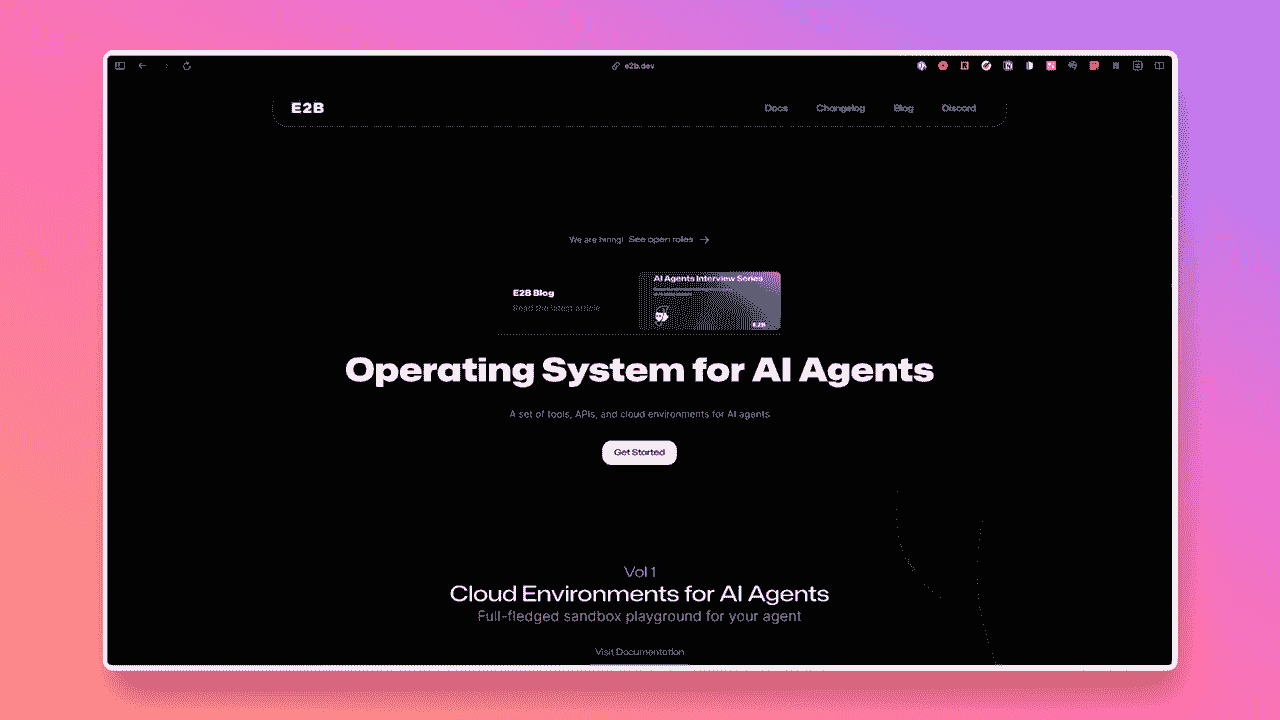 e2b.dev
E2B
Docs Changelog Blog Discord
We are hiring! See open roles →
AI Agents Interview Series
E2B Blog
Read the latest article
E2B
Operating System for AI Agents
A set of tools, APIs, and cloud environments for AI agents
Get Started
Vol 1
Cloud Environments for AI Agents
Full-fledged sandbox playground for your agent
Visit Documentation